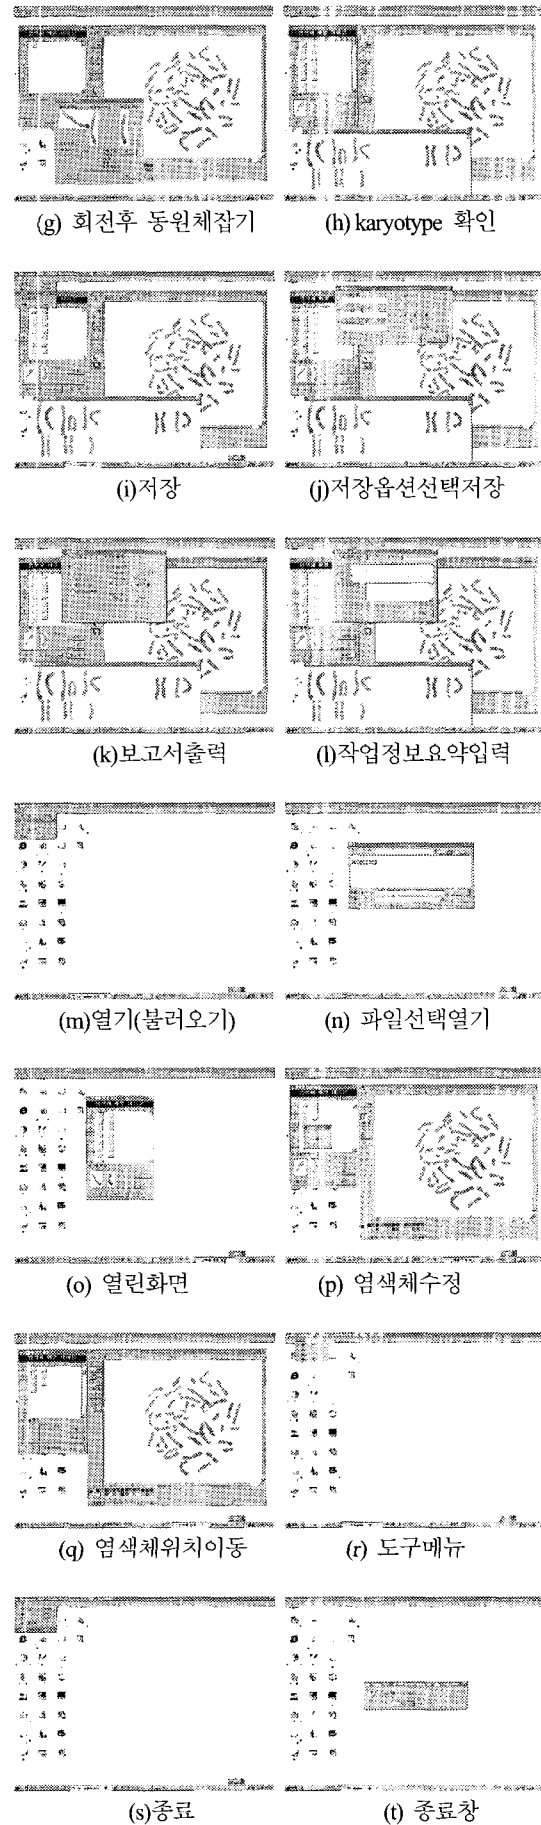 (g) 회전후 동원체잡기
(h) karyotype 확인
(i)저장
(j)저장옵션선택저장
(k)보고서출력
(l)작업정보요약입력
(m)열기(불러오기)
(n) 파일선택열기
(o) 열린화면
(p) 염색체수정
(q) 염색체위치이동
(r) 도구메뉴
(s)종료
(t) 종료창